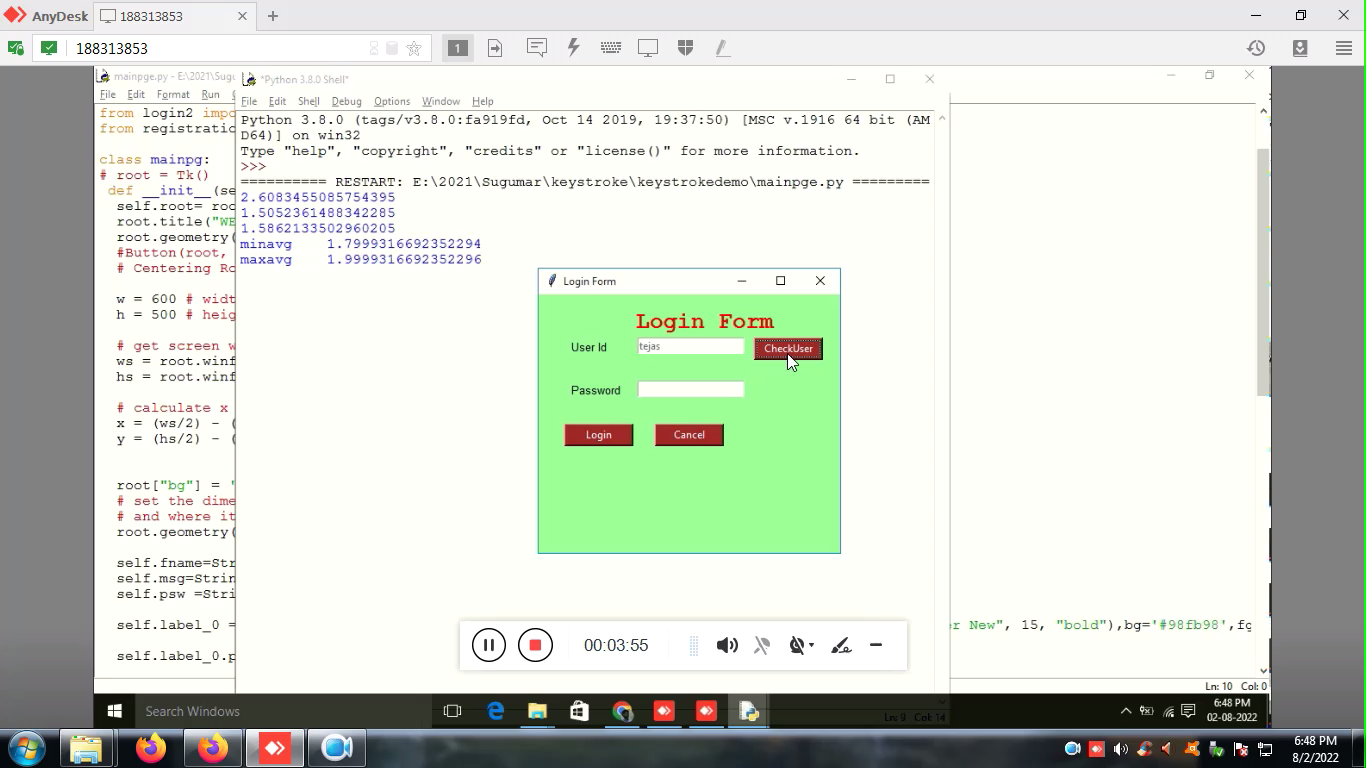 AnyDesk 188313853
188313853 1
mainpge.py - E:\2021\Sugu
File Edit Format Run
from login2 impo
from registratio
class mainpg:
# root = Tk()
def __init__(se
self.root= roo
root.title("WE
root.geometry(
#Button(root,
# Centering Ro
w = 600 # widt
h = 500 # heig
# get screen w
ws = root.winf
hs = root.winf
# calculate x
x = (ws/2) - (
y = (hs/2) - (
root["bg"] = '
# set the dime
# and where it
root.geometry(
self.fname=Stri
self.msg=Strin
self.psw =Stri
self.label_0 =
self.label_0.p
*Python 3.8.0 Shell*
File Edit Shell Debug Options Window Help
Python 3.8.0 (tags/v3.8.0:fa919fd, Oct 14 2019, 19:37:50) [MSC v.1916 64 bit (AM
D64)] on win32
Type "help", "copyright", "credits" or "license()" for more information.
>>>
========== RESTART: E:\2021\Sugumar\keystroke\keystrokedemo\mainpge.py =========
2.6083455085754395
1.5052361488342285
1.5862133502960205
minavg 1.7999316692352294
maxavg 1.9999316692352296
Login Form
Login Form
User Id tejas CheckUser
Password
Login Cancel
er New", 15, "bold"),bg='#98fb98',fg
00:03:55
Ln: 10 Col: 0
Ln: 9 Col: 14
Search Windows
6:48 PM
02-08-2022
6:48 PM
8/2/2022